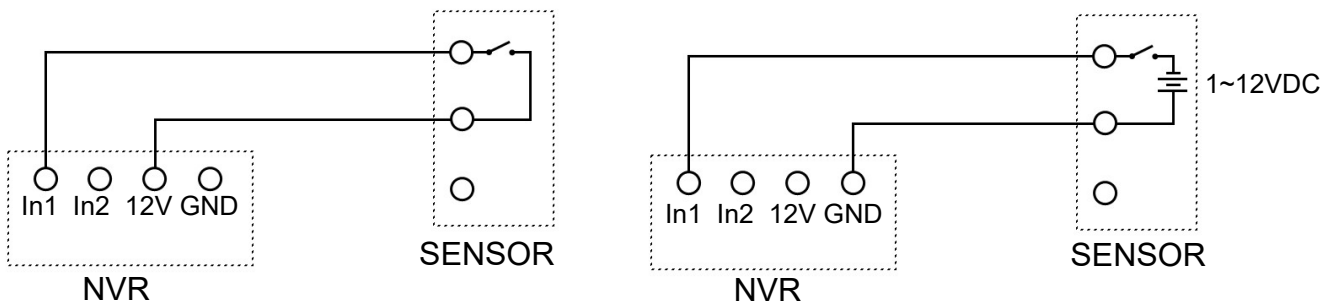 1~12VDC
In1 In2 12V GND
In1 In2 12V GND
SENSOR
SENSOR
NVR
NVR